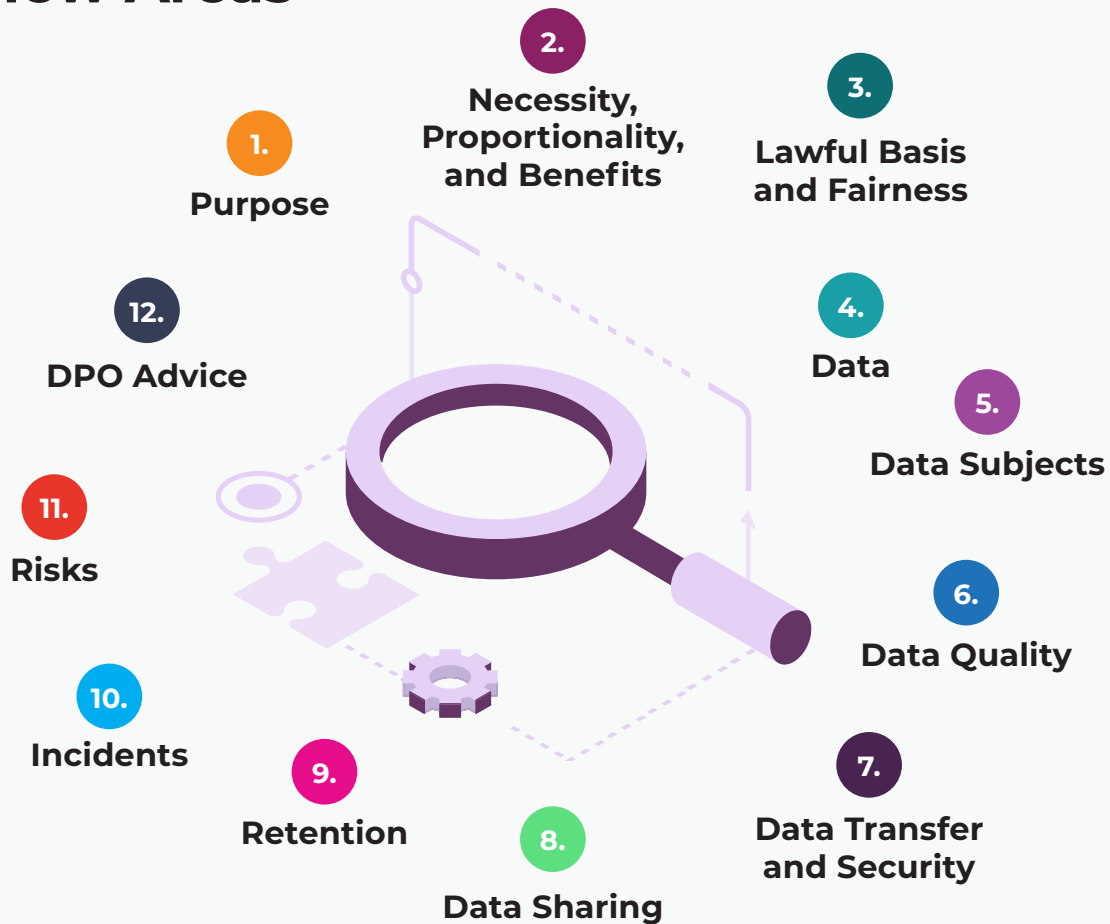 Areas
1.
Purpose
2.
Necessity,
Proportionality,
and Benefits
3.
Lawful Basis
and Fairness
4.
Data
5.
Data Subjects
6.
Data Quality
7.
Data Transfer
and Security
8.
Data Sharing
9.
Retention
10.
Incidents
11.
Risks
12.
DPO Advice